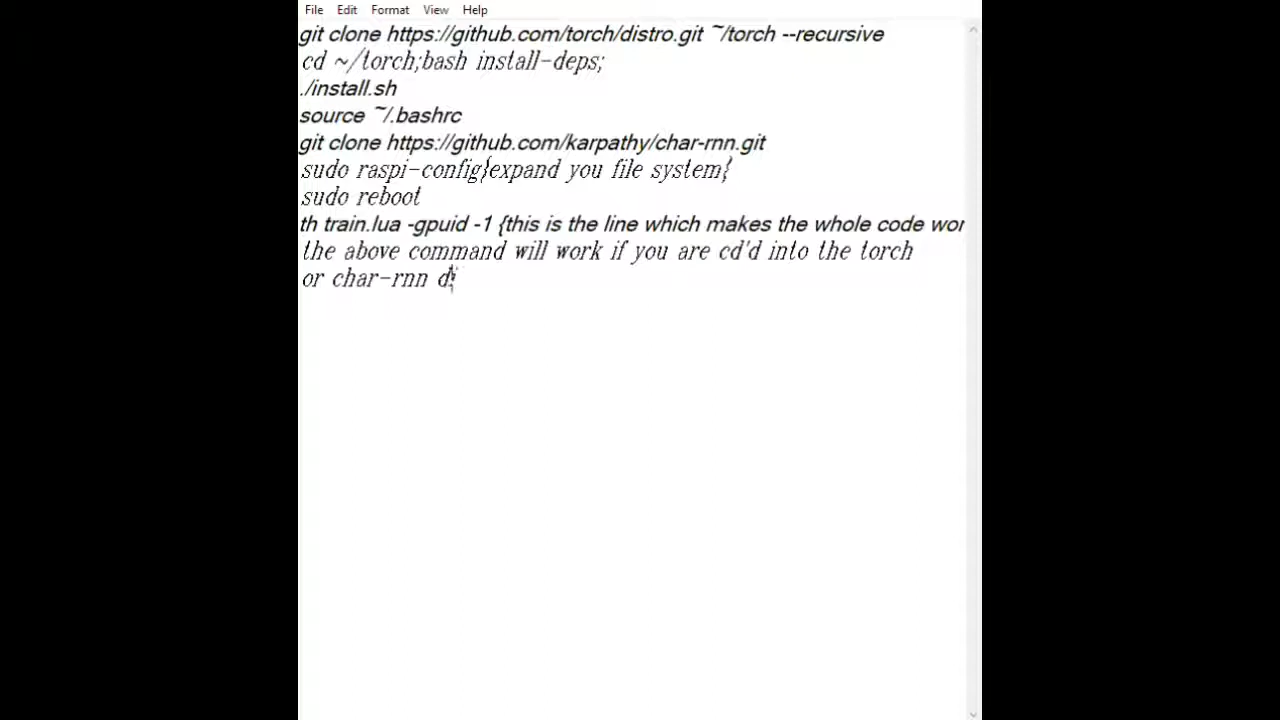 File Edit Format View Help
git clone https://github.com/torch/distro.git ~/torch --recursive
cd ~/torch;bash install-deps;
./install.sh
source ~/.bashrc
git clone https://github.com/karpathy/char-rnn.git
sudo raspi-config}expand you file system}
sudo reboot
th train.lua -gpuid -1 {this is the line which makes the whole code wor
the above command will work if you are cd'd into the torch
or char-rnn d